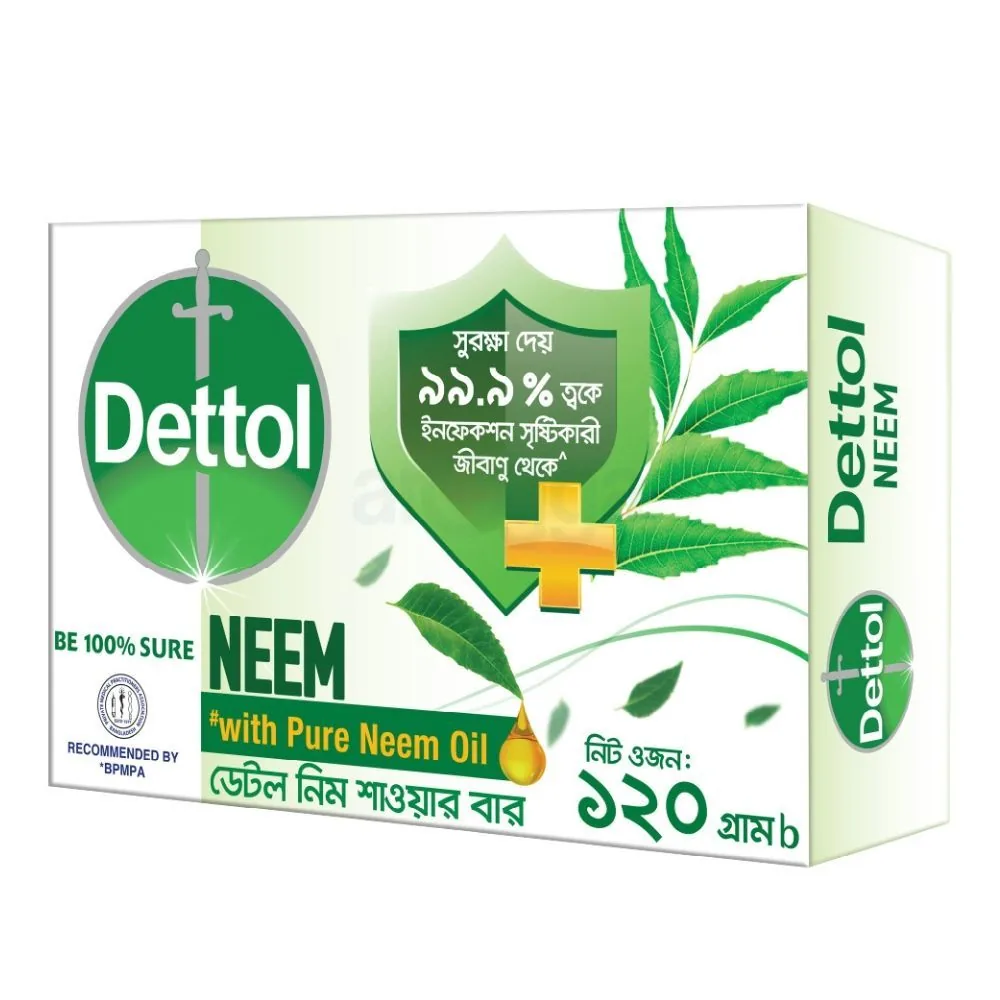 Dettol
BE 100% SURE
RECOMMENDED BY
*BPMPA
সুরক্ষা দেয়
৯৯.৯ % ত্বকে
ইনফেকশন সৃষ্টিকারী
জীবাণু থেকে^
NEEM
#with Pure Neem Oil
ডেটল নিম শাওয়ার বার
নিট ওজন:
১২০ গ্রাম b
Dettol
NEEM
Dettol